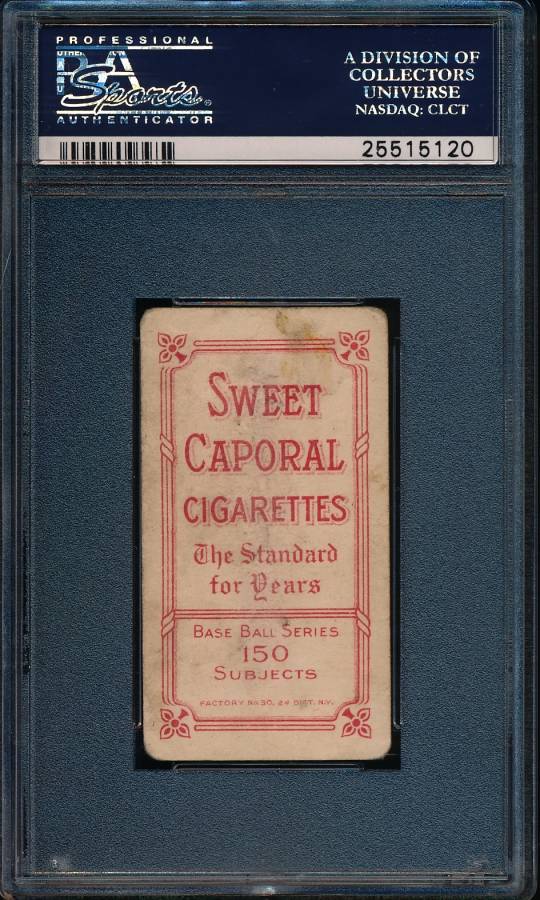 PROFESSIONAL
PSA
Sports®
AUTHENTICATOR
A DIVISION OF
COLLECTORS
UNIVERSE
NASDAQ: CLCT
25515120
SWEET
CAPORAL
CIGARETTES
The Standard
for Years
BASE BALL SERIES
150
SUBJECTS
FACTORY No 30, 2d DIST. N.Y.